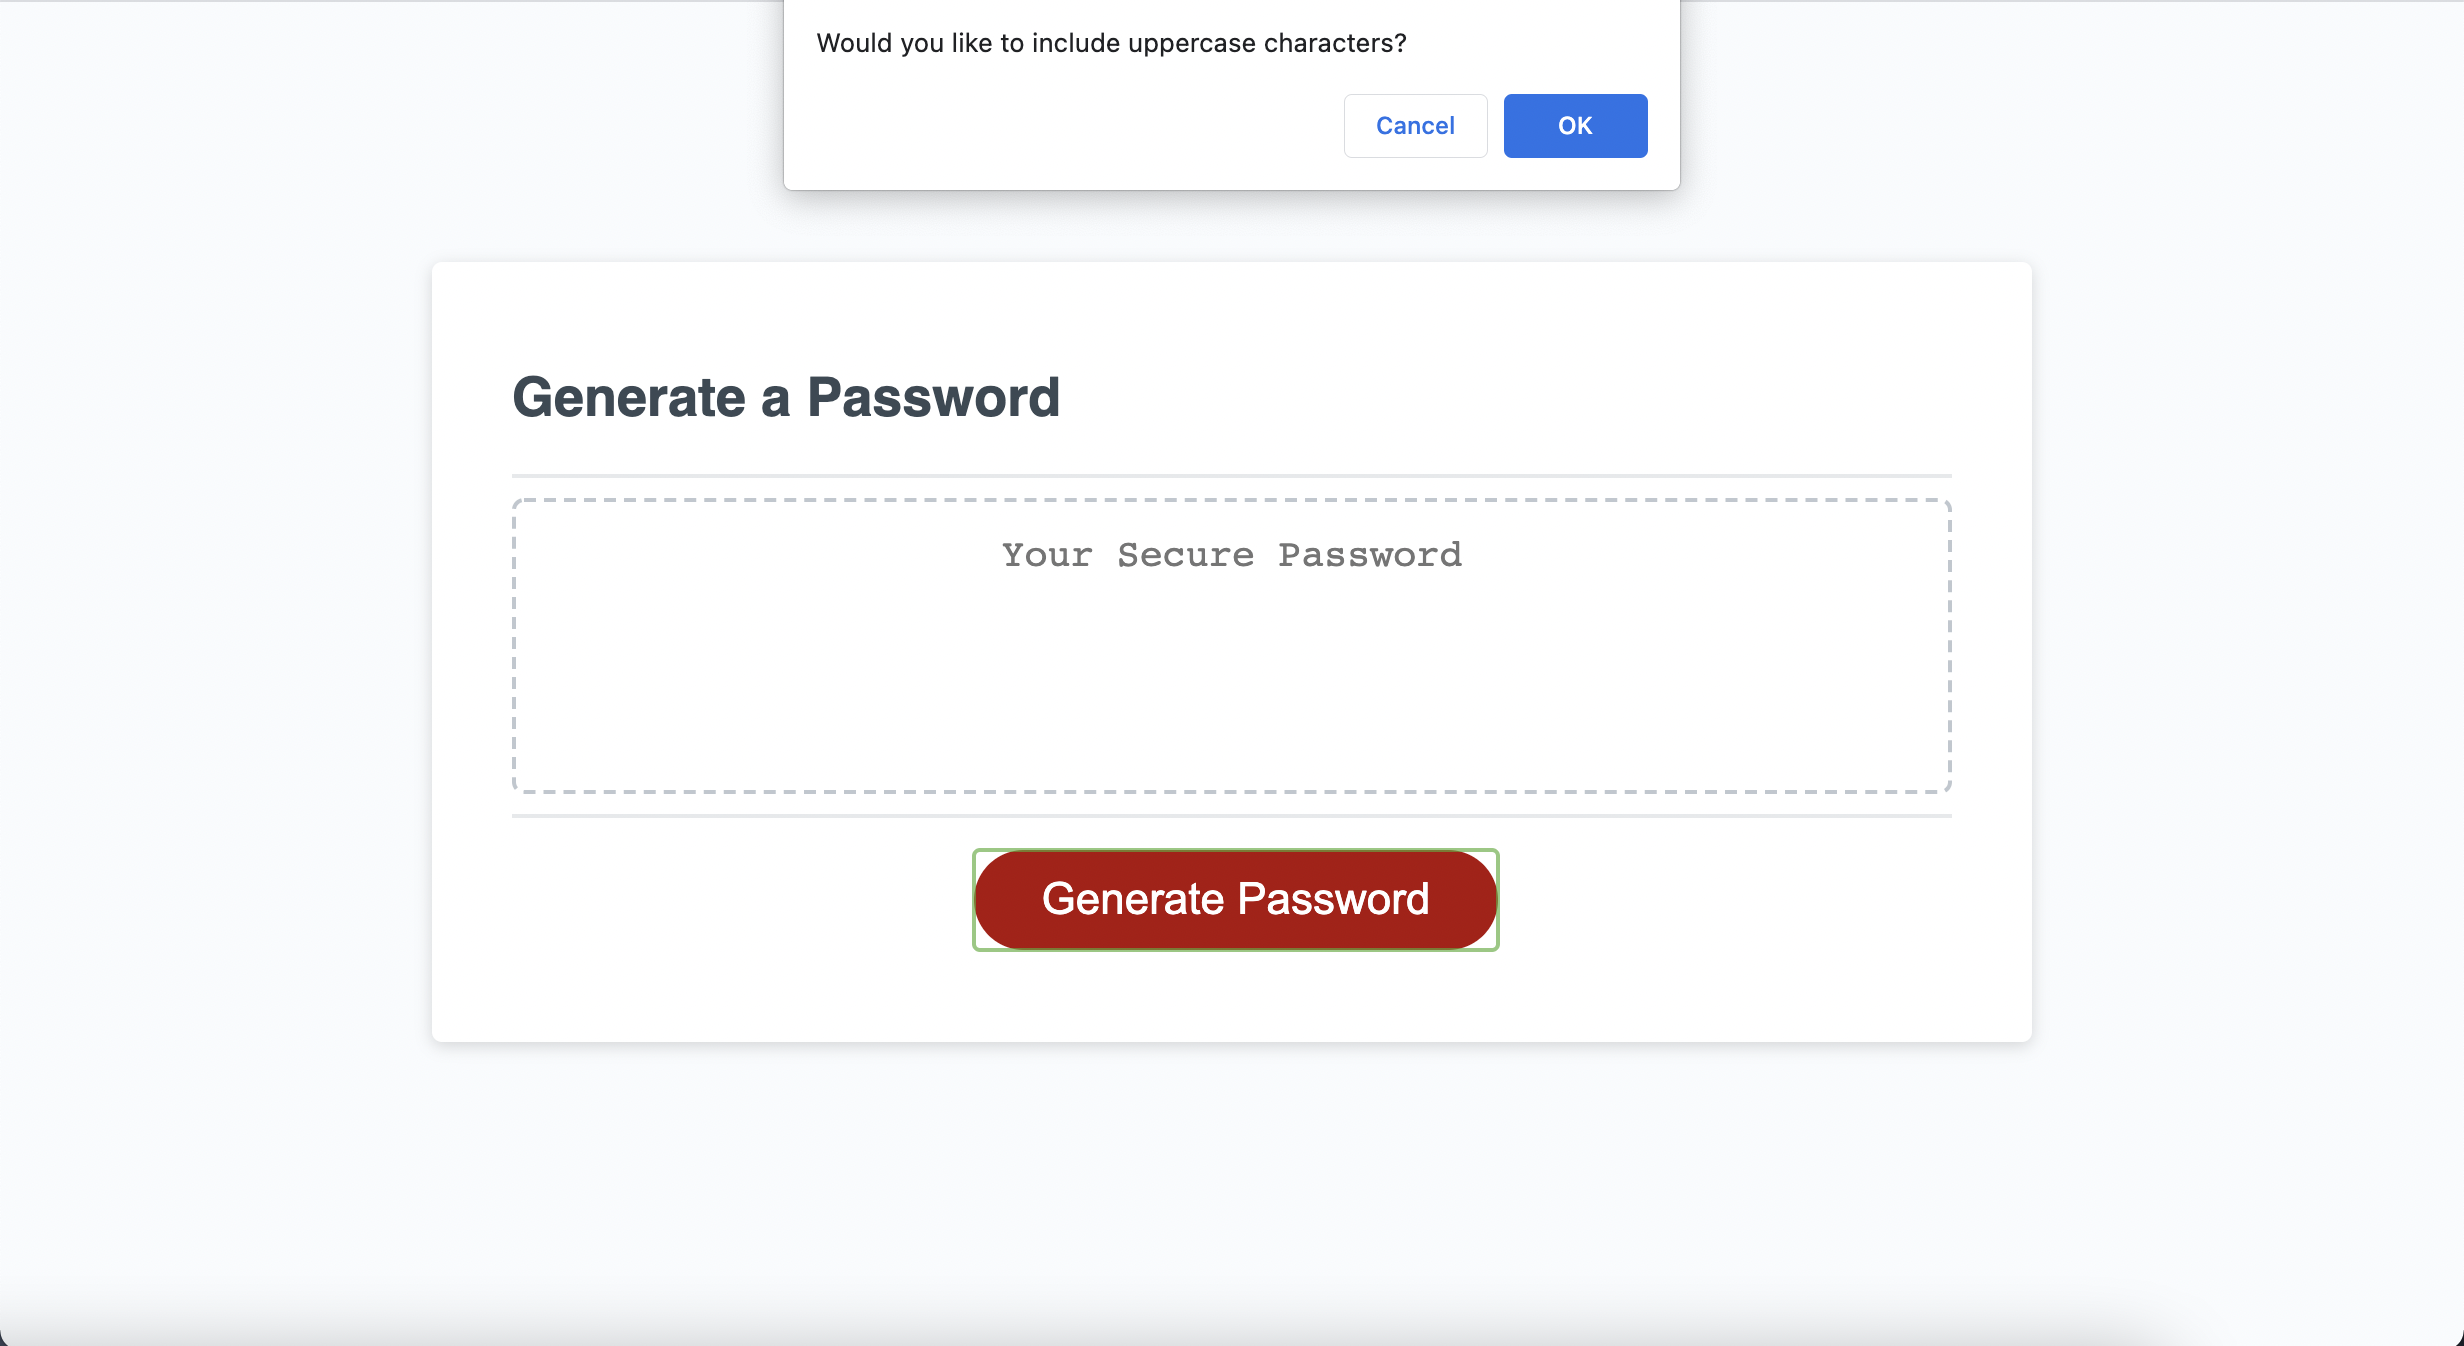 Would you like to include uppercase characters?
Cancel
OK
Generate a Password
Your Secure Password
Generate Password